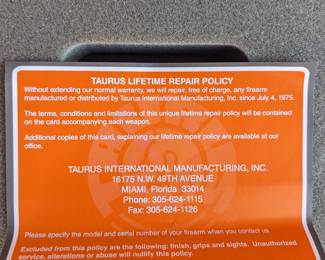 TAURUS LIFETIME REPAIR POLICY
Without extending our normal warranty, we will repair, free of charge, any firearm
manufactured or distributed by Taurus International Manufacturing, Inc. since July 4, 1975.
The terms, conditions and limitations of this unique lifetime repair policy will be contained
on the card accompanying each weapon.
Additional copies of this card, explaining our lifetime repair policy are available at our
office.
TAURUS INTERNATIONAL MANUFACTURING, INC.
16175 N.W. 49TH AVENUE
MIAMI, Florida 33014
Phone: 305-624-1115
Fax: 305-624-1126
Please specify the model and serial number of your firearm when you contact us.
Excluded from this policy are the following: finish, grips and sights. Unauthorized
service, alterations or abuse will nullify this policy.